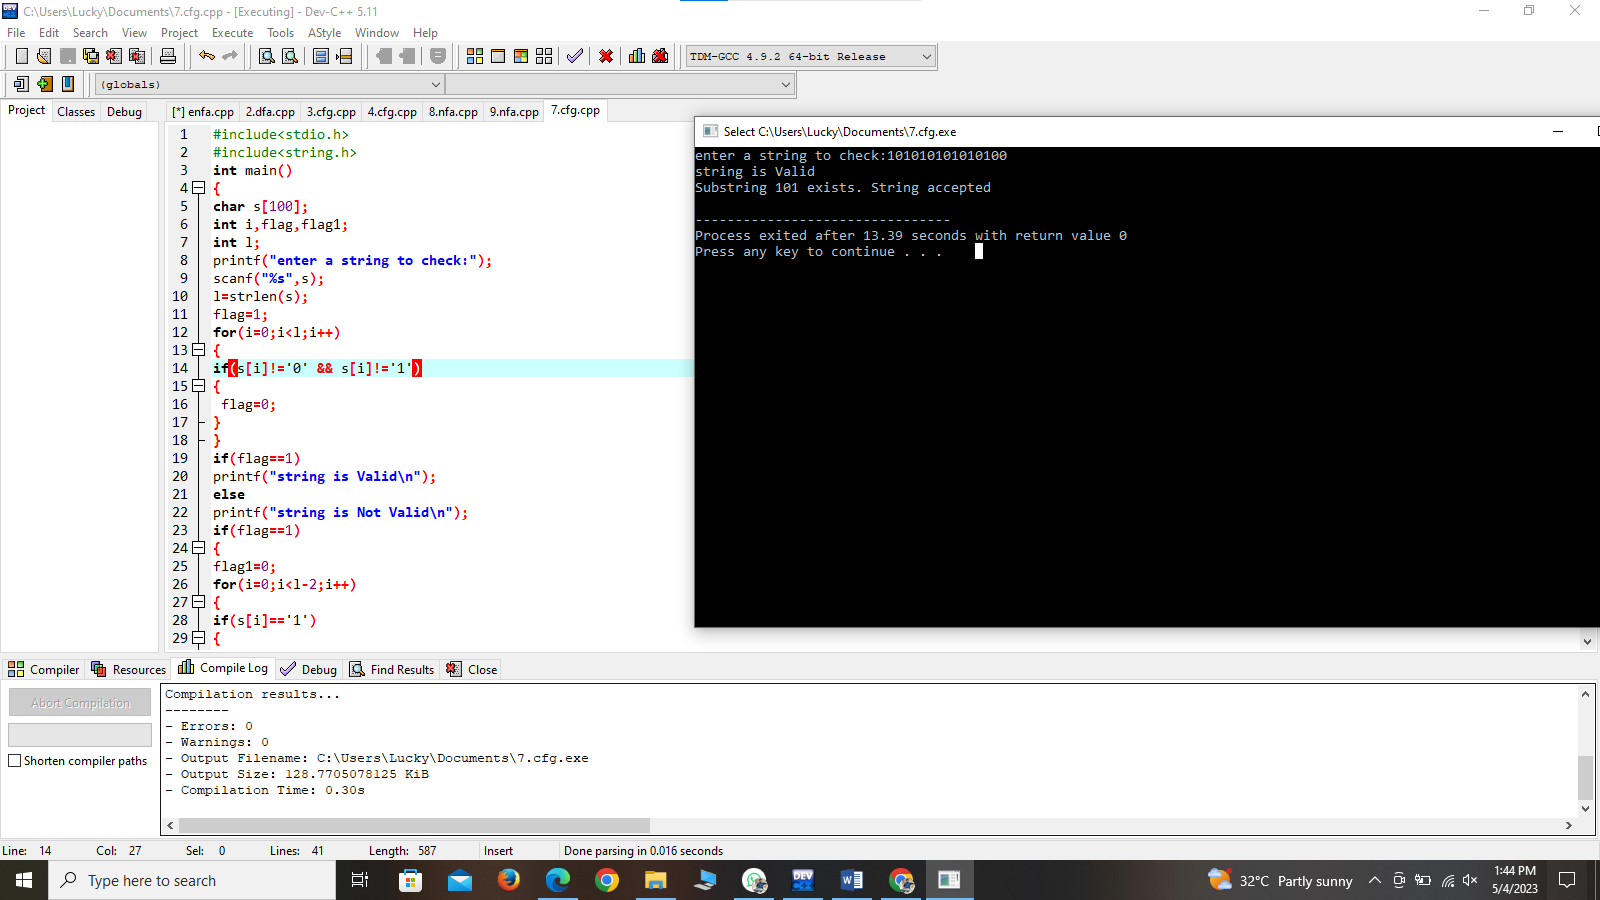 C:\Users\Lucky\Documents\7.cfg.cpp - [Executing] - Dev-C++ 5.11
File Edit Search View Project Execute Tools AStyle Window Help
TDM-GCC 4.9.2 64-bit Release
(globals)
Project Classes Debug
[*] enfa.cpp 2.dfa.cpp 3.cfg.cpp 4.cfg.cpp 8.nfa.cpp 9.nfa.cpp 7.cfg.cpp
1 #include<stdio.h>
2 #include<string.h>
3 int main()
4 {
5 char s[100];
6 int i,flag,flag1;
7 int l;
8 printf("enter a string to check:");
9 scanf("%s",s);
10 l=strlen(s);
11 flag=1;
12 for(i=0;i<l;i++)
13 {
14 if(s[i]!='0' && s[i]!='1')
15 {
16 flag=0;
17 }
18 }
19 if(flag==1)
20 printf("string is Valid\n");
21 else
22 printf("string is Not Valid\n");
23 if(flag==1)
24 {
25 flag1=0;
26 for(i=0;i<l-2;i++)
27 {
28 if(s[i]=='1')
29 {
Select C:\Users\Lucky\Documents\7.cfg.exe
enter a string to check:101010101010100
string is Valid
Substring 101 exists. String accepted
--------------------------------
Process exited after 13.39 seconds with return value 0
Press any key to continue . . .
Compiler Resources Compile Log Debug Find Results Close
Abort Compilation
Shorten compiler paths
Compilation results...
--------
- Errors: 0
- Warnings: 0
- Output Filename: C:\Users\Lucky\Documents\7.cfg.exe
- Output Size: 128.7705078125 KiB
- Compilation Time: 0.30s
Line: 14 Col: 27 Sel: 0 Lines: 41 Length: 587 Insert Done parsing in 0.016 seconds
Type here to search
DEV
32°C Partly sunny
1:44 PM
5/4/2023